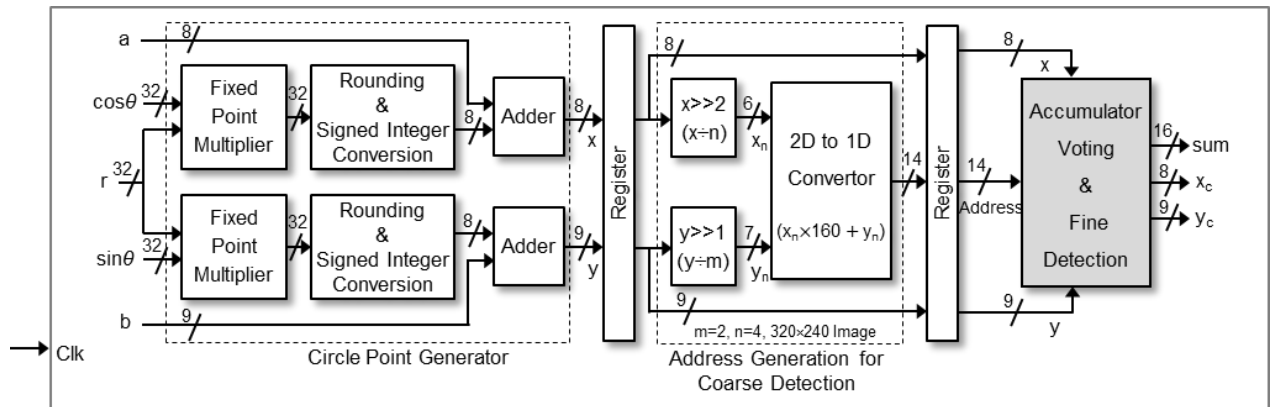 a
8
cosθ
32
r
32
sinθ
32
b
9
Clk
Fixed
Point
Multiplier
32
Rounding
&
Signed Integer
Conversion
8
Adder
8
x
Fixed
Point
Multiplier
32
Rounding
&
Signed Integer
Conversion
8
Adder
9
y
Circle Point Generator
Register
8
x>>2
(x÷n)
6
xn
y>>1
(y÷m)
7
yn
9
2D to 1D
Convertor
(xn×160 + yn)
14
m=2, n=4, 320×240 Image
Address Generation for
Coarse Detection
Register
8
x
14
Address
9
y
Accumulator
Voting
&
Fine
Detection
16
sum
8
xc
9
yc